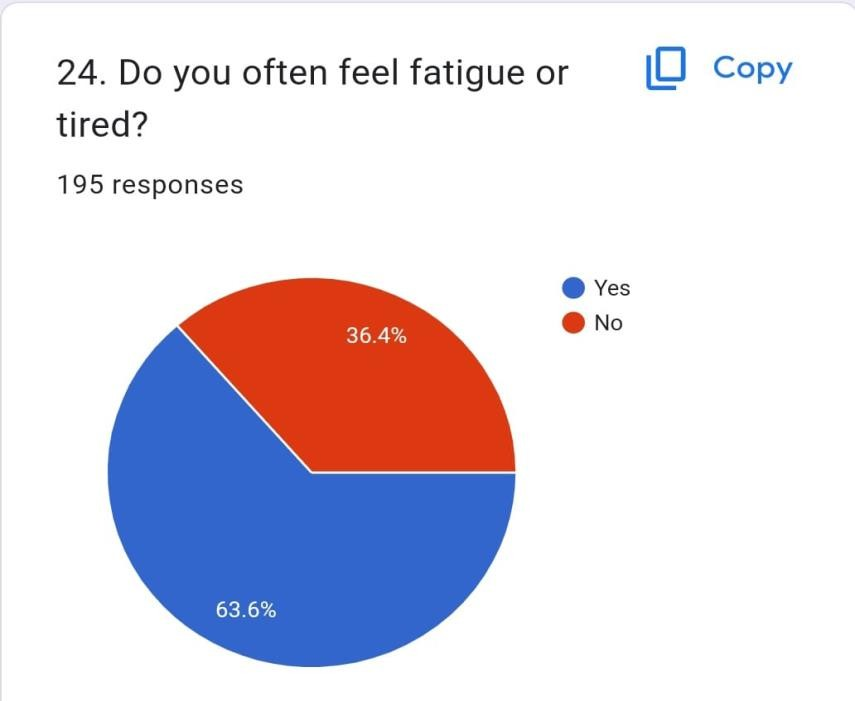 24. Do you often feel fatigue or
tired?
Copy
195 responses
Yes
No
36.4%
63.6%